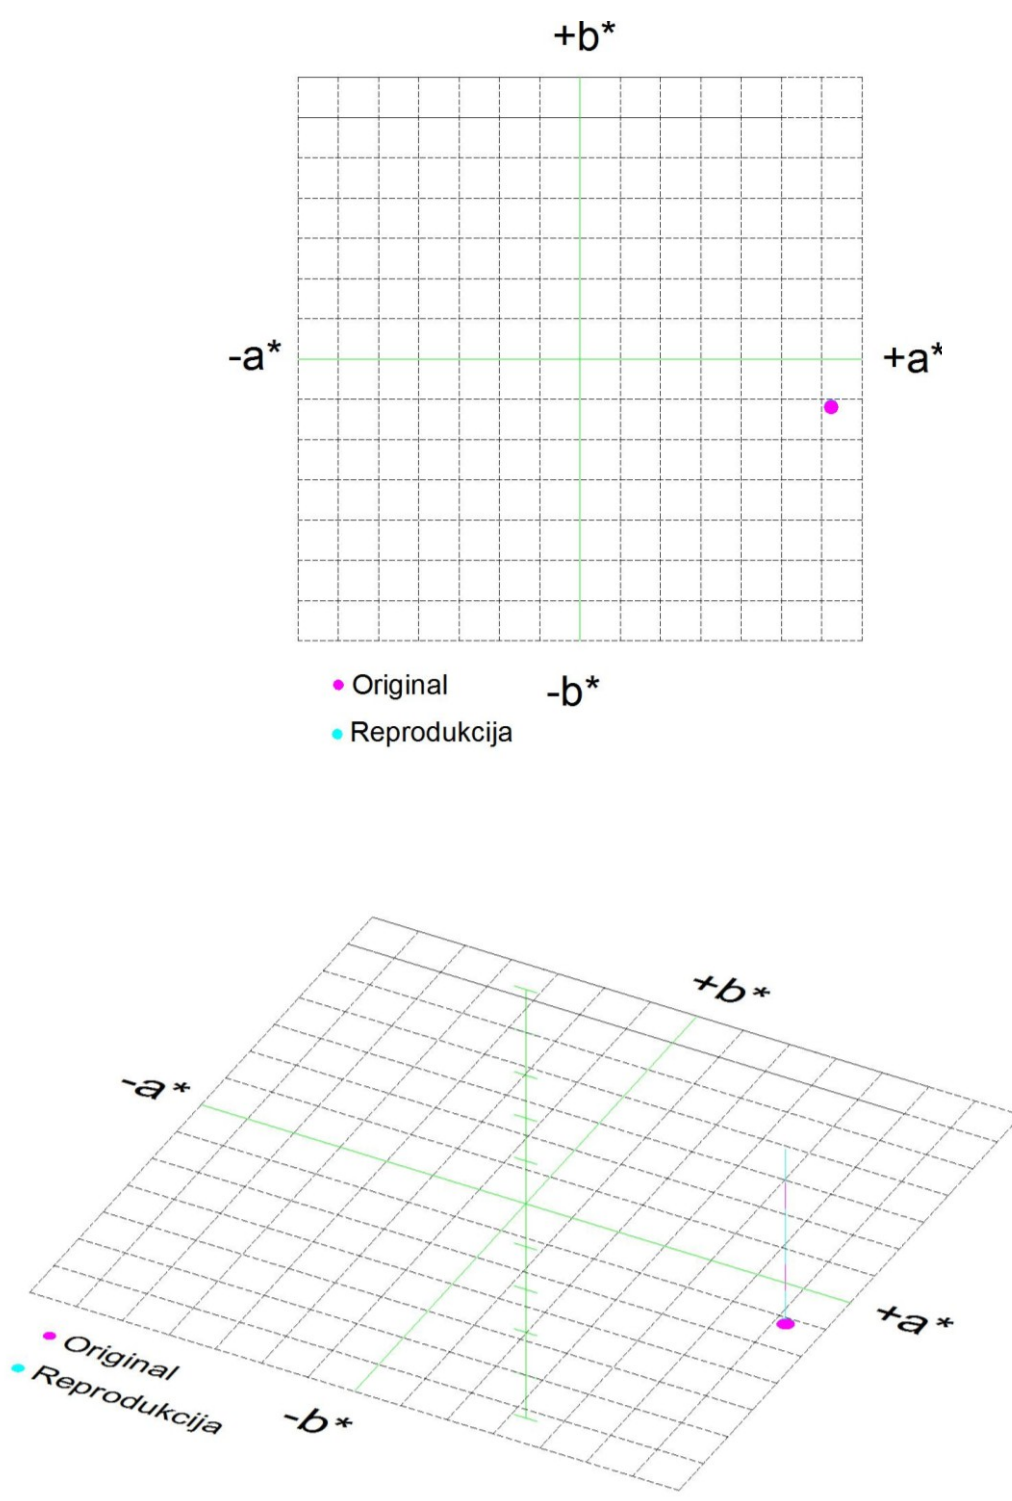 +b*
-a*
+a*
Original
-b*
Reprodukcija
+b*
-a*
+a*
Original
Reprodukcija
-b*